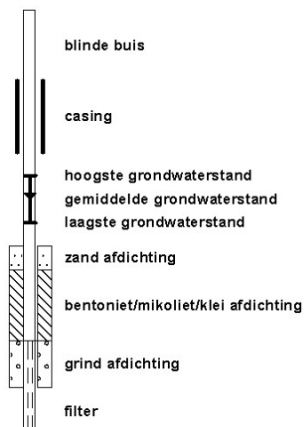 blinde buis
casing
hoogste grondwaterstand
gemiddelde grondwaterstand
laagste grondwaterstand
zand afdichting
bentoniet/mikoliet/klei afdichting
grind afdichting
filter